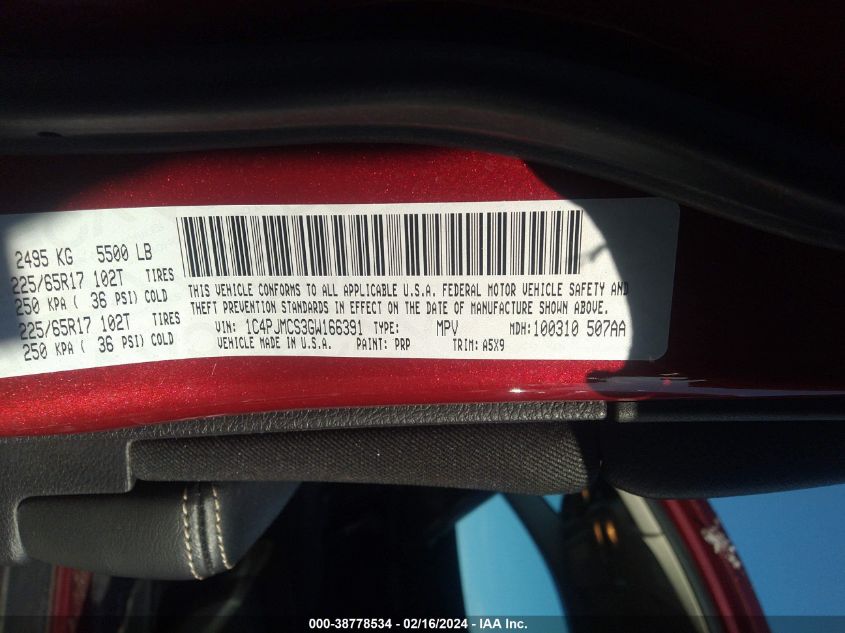 2495 KG 5500 LB
225/65R17 102T TIRES
250 KPA ( 36 PSI) COLD
225/65R17 102T TIRES
250 KPA ( 36 PSI) COLD
THIS VEHICLE CONFORMS TO ALL APPLICABLE U.S.A. FEDERAL MOTOR VEHICLE SAFETY AND
THEFT PREVENTION STANDARDS IN EFFECT ON THE DATE OF MANUFACTURE SHOWN ABOVE.
VIN: 1C4PJMCS3GW166391 TYPE: MPV MDH: 100310 507AA
VEHICLE MADE IN U.S.A. PAINT: PRP TRIM: A5X9
000-38778534 - 02/16/2024 - IAA Inc.